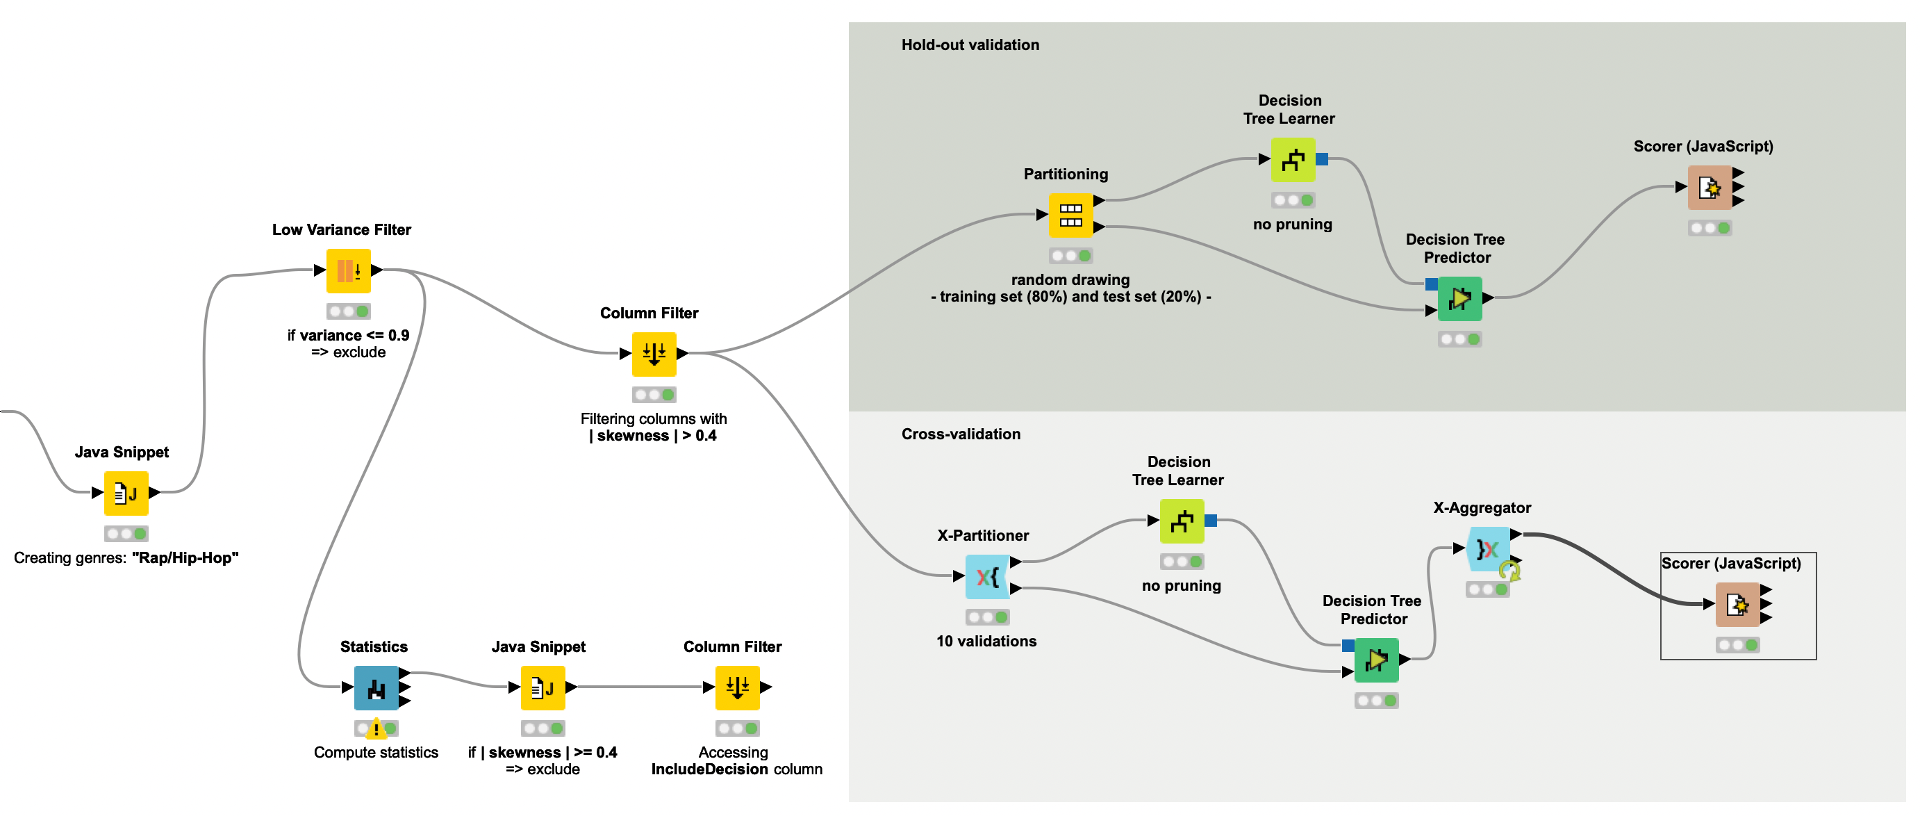 Hold-out validation
Decision
Tree Learner
no pruning
Scorer (JavaScript)
Partitioning
random drawing
- training set (80%) and test set (20%) -
Decision Tree
Predictor
Low Variance Filter
if variance <= 0.9
=> exclude
Column Filter
Filtering columns with
| skewness | > 0.4
Java Snippet
J
Creating genres: "Rap/Hip-Hop"
Cross-validation
Decision
Tree Learner
no pruning
X-Aggregator
}X
X-Partitioner
X{
10 validations
Decision Tree
Predictor
Scorer (JavaScript)
Statistics
!
Compute statistics
Java Snippet
J
if | skewness | >= 0.4
=> exclude
Column Filter
Accessing
IncludeDecision column